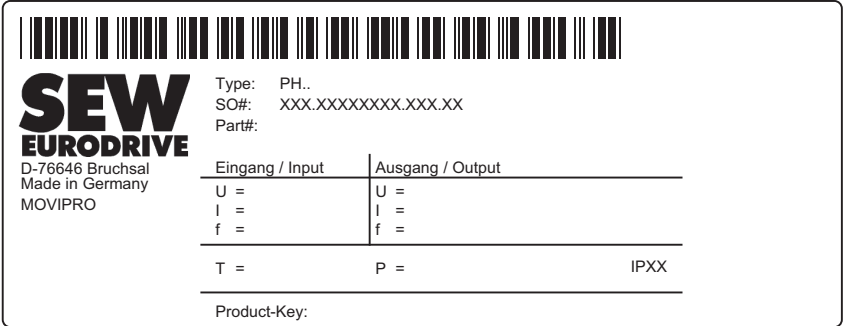 SEW
EURODRIVE
D-76646 Bruchsal
Made in Germany
MOVIPRO
Type: PH..
SO#: XXX.XXXXXXXX.XXX.XX
Part#:
Eingang / Input Ausgang / Output
U = U =
I = I =
f = f =
T = P = IPXX
Product-Key: